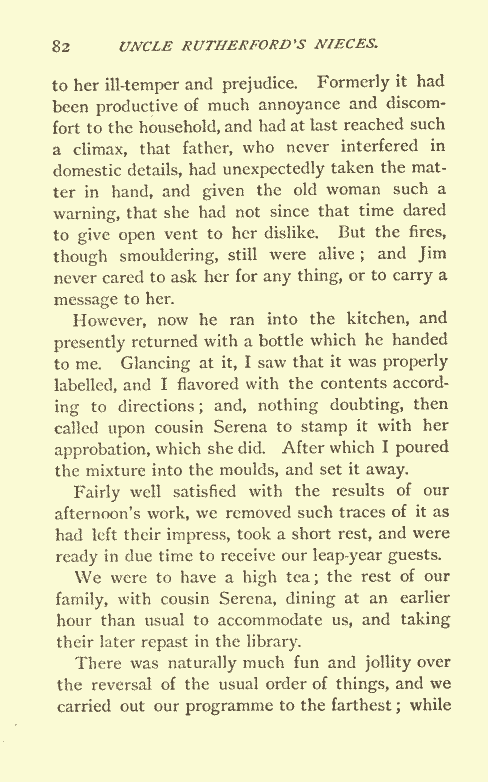 82 UNCLE RUTHERFORD'S NIECES.
to her ill-temper and prejudice. Formerly it had
been productive of much annoyance and discom-
fort to the household, and had at last reached such
a climax, that father, who never interfered in
domestic details, had unexpectedly taken the mat-
ter in hand, and given the old woman such a
warning, that she had not since that time dared
to give open vent to her dislike. But the fires,
though smouldering, still were alive; and Jim
never cared to ask her for any thing, or to carry a
message to her.
However, now he ran into the kitchen, and
presently returned with a bottle which he handed
to me. Glancing at it, I saw that it was properly
labelled, and I flavored with the contents accord-
ing to directions; and, nothing doubting, then
called upon cousin Serena to stamp it with her
approbation, which she did. After which I poured
the mixture into the moulds, and set it away.
Fairly well satisfied with the results of our
afternoon's work, we removed such traces of it as
had left their impress, took a short rest, and were
ready in due time to receive our leap-year guests.
We were to have a high tea; the rest of our
family, with cousin Serena, dining at an earlier
hour than usual to accommodate us, and taking
their later repast in the library.
There was naturally much fun and jollity over
the reversal of the usual order of things, and we
carried out our programme to the farthest; while